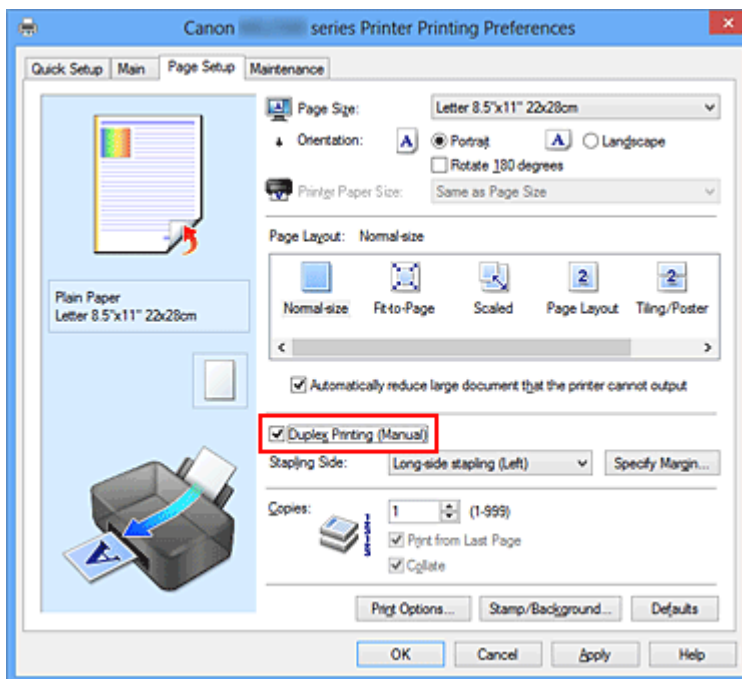 Canon series Printer Printing Preferences
Quick Setup Main Page Setup Maintenance
Page Size: Letter 8.5"x11" 22x28cm
Orientation: A Portrait A Landscape
Rotate 180 degrees
Printer Paper Size: Same as Page Size
Page Layout: Normal-size
2 2
Normal-size Fit-to-Page Scaled Page Layout Tiling/Poster
Plain Paper
Letter 8.5"x11" 22x28cm
Automatically reduce large document that the printer cannot output
Duplex Printing (Manual)
Stapling Side: Long-side stapling (Left) Specify Margin...
Copies: 1 (1-999)
Print from Last Page
Collate
A
Print Options... Stamp/Background... Defaults
OK Cancel Apply Help